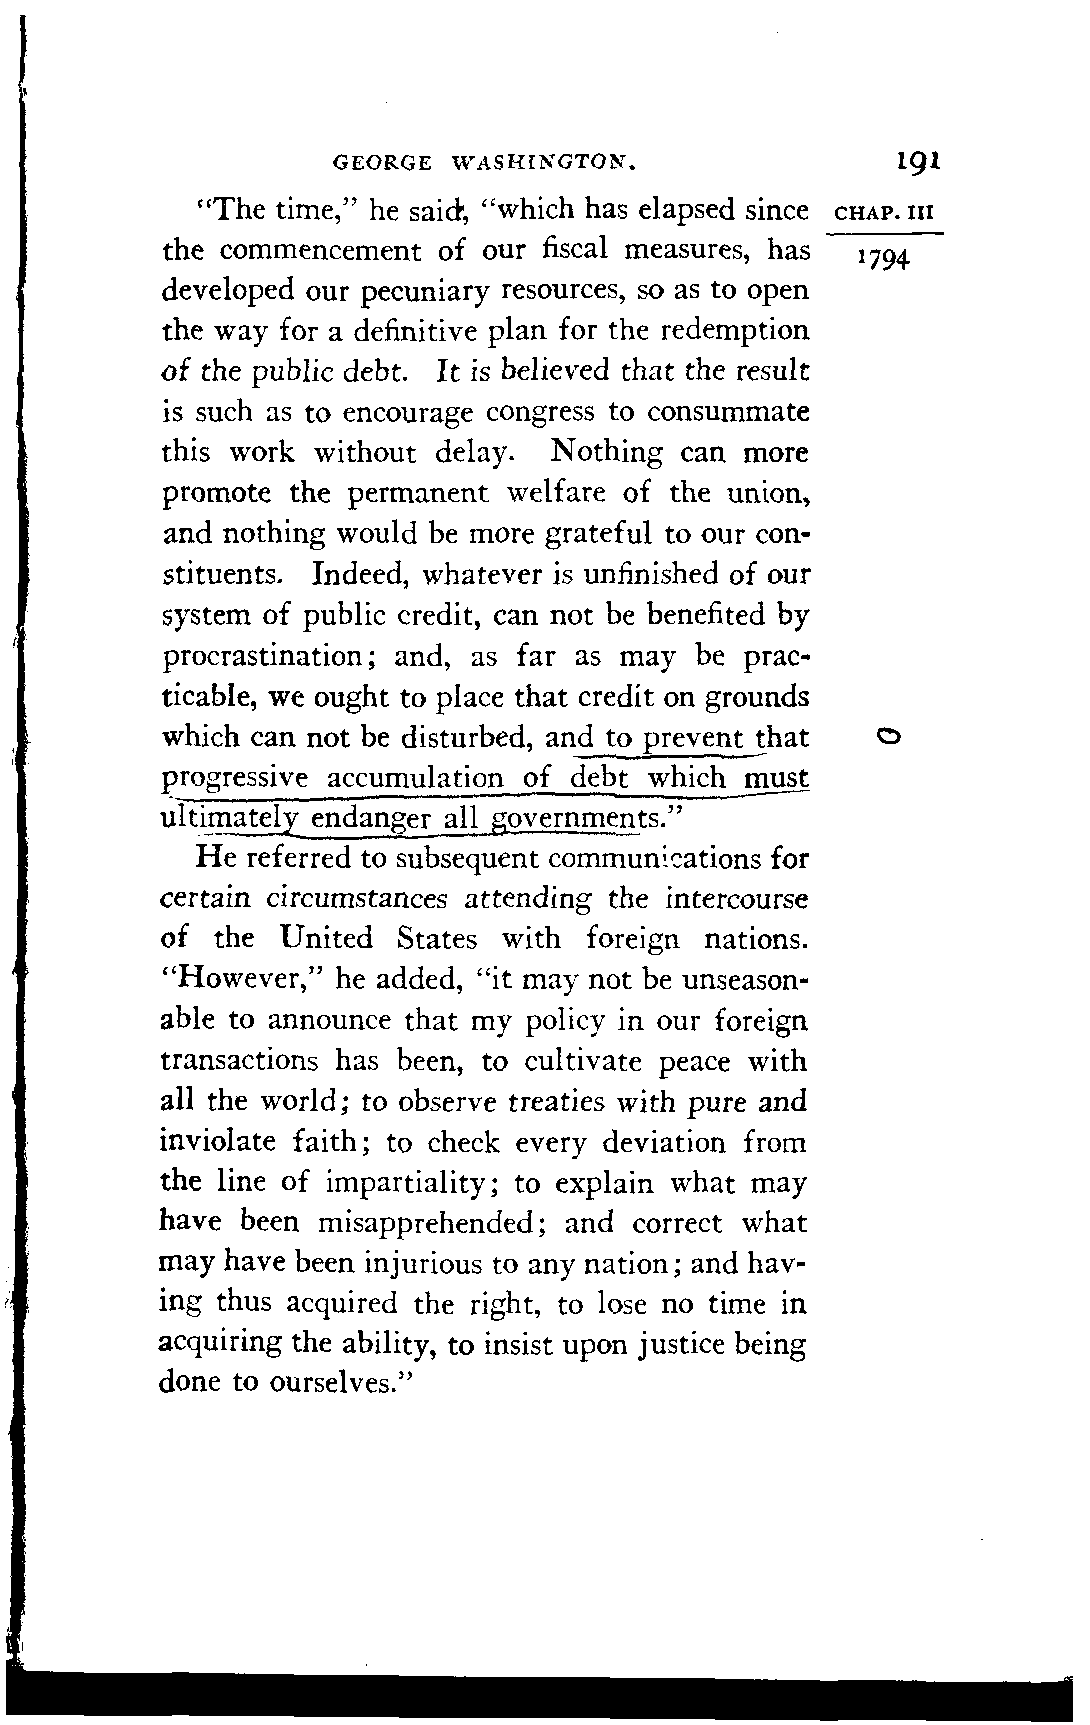 GEORGE WASHINGTON. 191
CHAP. III
1794
"The time," he said, "which has elapsed since
the commencement of our fiscal measures, has
developed our pecuniary resources, so as to open
the way for a definitive plan for the redemption
of the public debt. It is believed that the result
is such as to encourage congress to consummate
this work without delay. Nothing can more
promote the permanent welfare of the union,
and nothing would be more grateful to our con-
stituents. Indeed, whatever is unfinished of our
system of public credit, can not be benefited by
procrastination; and, as far as may be prac-
ticable, we ought to place that credit on grounds
which can not be disturbed, and to prevent that
progressive accumulation of debt which must
ultimately endanger all governments."
He referred to subsequent communications for
certain circumstances attending the intercourse
of the United States with foreign nations.
"However," he added, "it may not be unseason-
able to announce that my policy in our foreign
transactions has been, to cultivate peace with
all the world; to observe treaties with pure and
inviolate faith; to check every deviation from
the line of impartiality; to explain what may
have been misapprehended; and correct what
may have been injurious to any nation; and hav-
ing thus acquired the right, to lose no time in
acquiring the ability, to insist upon justice being
done to ourselves."